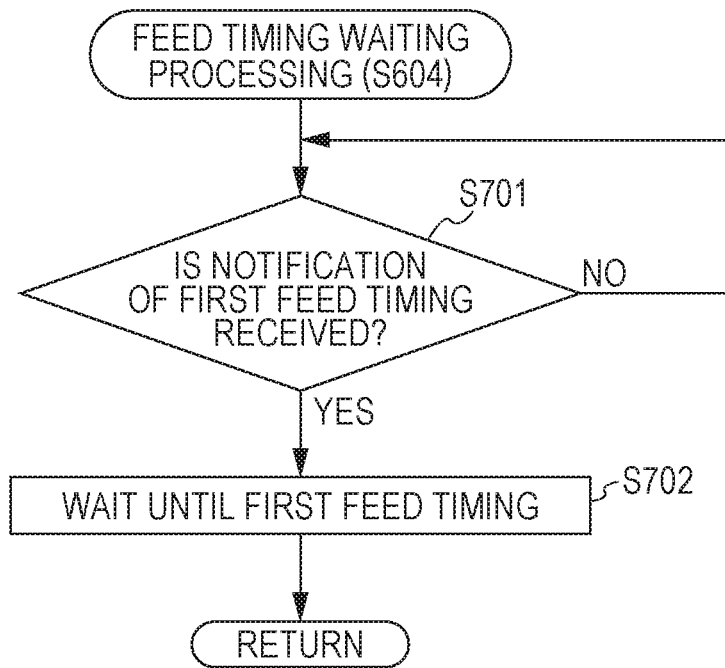 FEED TIMING WAITING
PROCESSING (S604)
S701
IS NOTIFICATION
OF FIRST FEED TIMING
RECEIVED?
NO
YES
S702
WAIT UNTIL FIRST FEED TIMING
RETURN